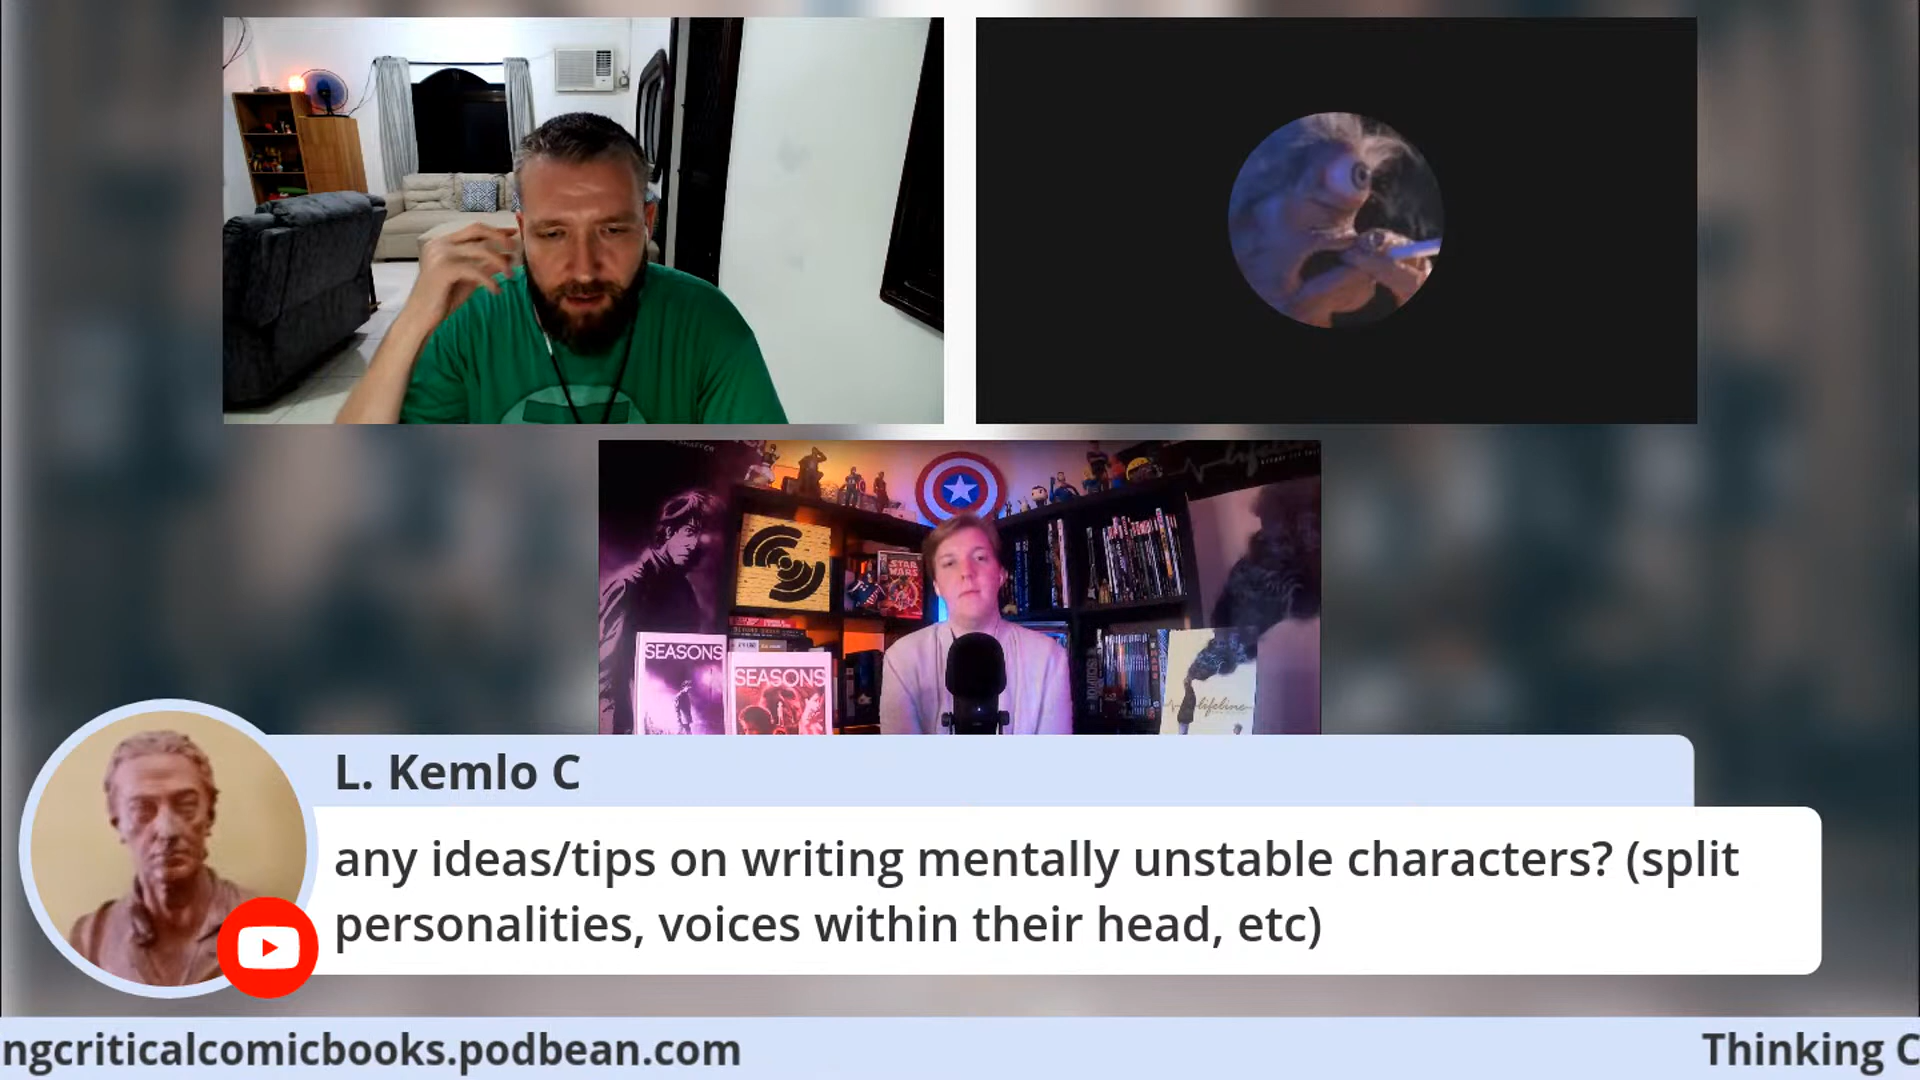 STAR
WARS
SEASONS
SEASONS
lifeline
L. Kemlo C
any ideas/tips on writing mentally unstable characters? (split
personalities, voices within their head, etc)
ngcriticalcomicbooks.podbean.com
Thinking C